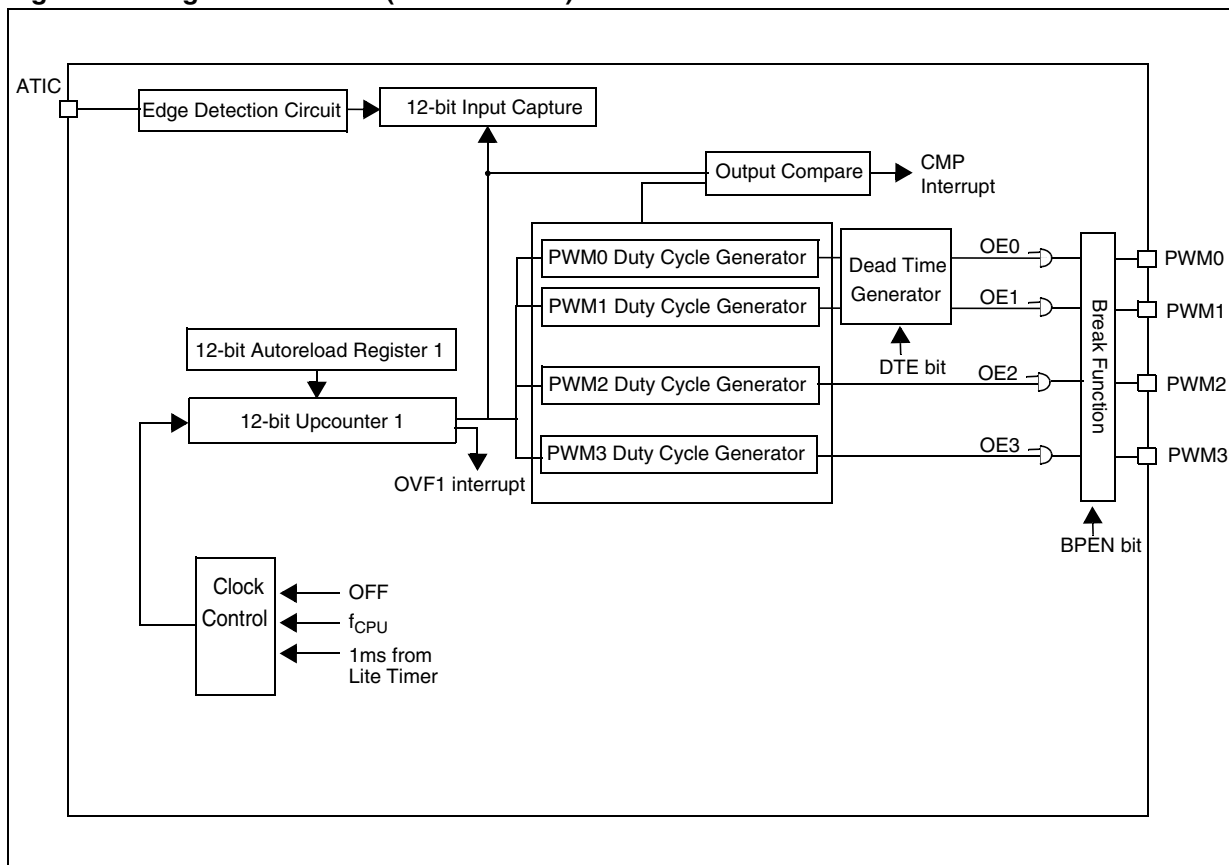 ATIC
Edge Detection Circuit
12-bit Input Capture
Output Compare
CMP
Interrupt
PWM0 Duty Cycle Generator
PWM1 Duty Cycle Generator
PWM2 Duty Cycle Generator
PWM3 Duty Cycle Generator
Dead Time
Generator
DTE bit
OE0
OE1
OE2
OE3
Break Function
BPEN bit
PWM0
PWM1
PWM2
PWM3
12-bit Autoreload Register 1
12-bit Upcounter 1
OVF1 interrupt
Clock
Control
OFF
fCPU
1ms from
Lite Timer